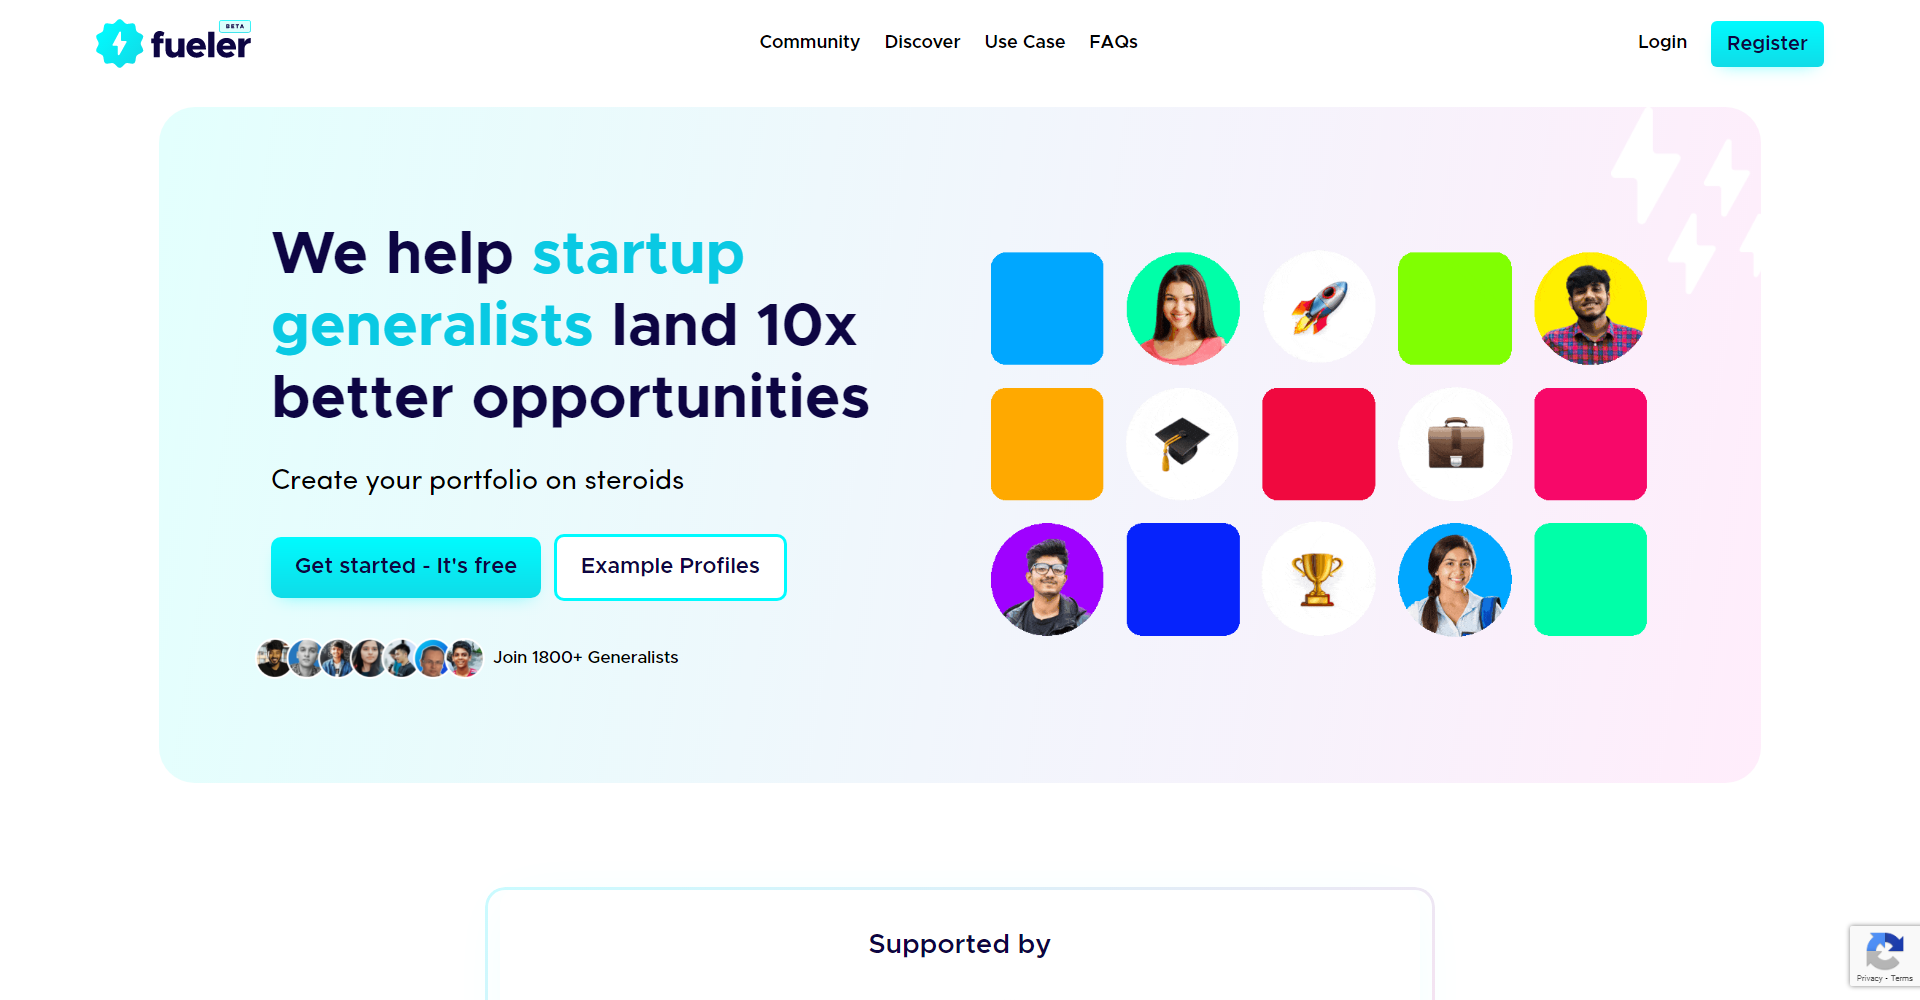 fueler
BETA
Community
Discover
Use Case
FAQs
Login
Register
We help startup
generalists land 10x
better opportunities
Create your portfolio on steroids
Get started - It's free
Example Profiles
Join 1800+ Generalists
Supported by
Privacy - Terms